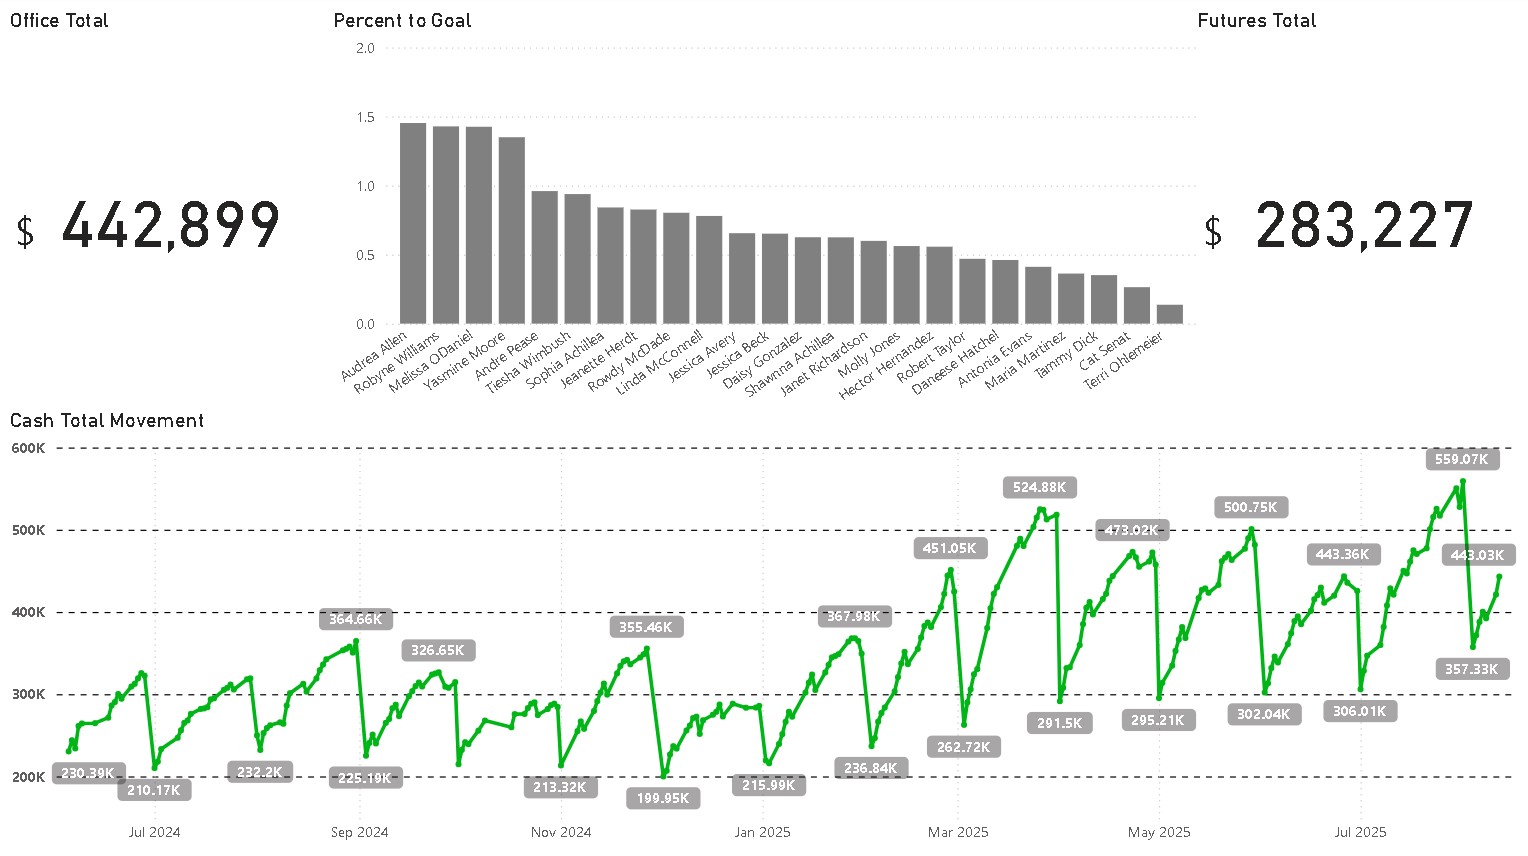 Office Total
Percent to Goal
Futures Total
2.0
1.5
1.0
0.5
0.0
$ 442,899
$ 283,227
Audrea Allen
Robyne Williams
Melissa ODaniel
Yasmine Moore
Andre Pease
Tiesha Wimbush
Sophia Achillea
Jeanette Herdt
Rowdy McDade
Linda McConnell
Jessica Avery
Jessica Beck
Daisy Gonzalez
Shawnna Achillea
Janet Richardson
Molly Jones
Hector Hernandez
Robert Taylor
Daneese Hatchel
Antonia Evans
Maria Martinez
Tammy Dick
Cat Senat
Terri Ohlemeier
Cash Total Movement
600K
500K
400K
300K
200K
230.39K
210.17K
232.2K
364.66K
225.19K
326.65K
213.32K
355.46K
199.95K
215.99K
367.98K
236.84K
451.05K
262.72K
524.88K
291.5K
473.02K
295.21K
500.75K
302.04K
443.36K
306.01K
559.07K
443.03K
357.33K
Jul 2024
Sep 2024
Nov 2024
Jan 2025
Mar 2025
May 2025
Jul 2025